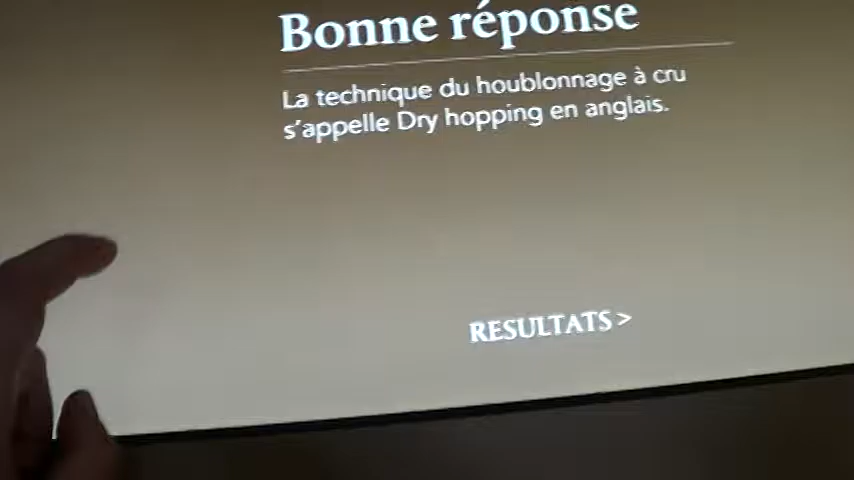 Bonne réponse
La technique du houblonnage à cru
s'appelle Dry hopping en anglais.
RESULTATS >